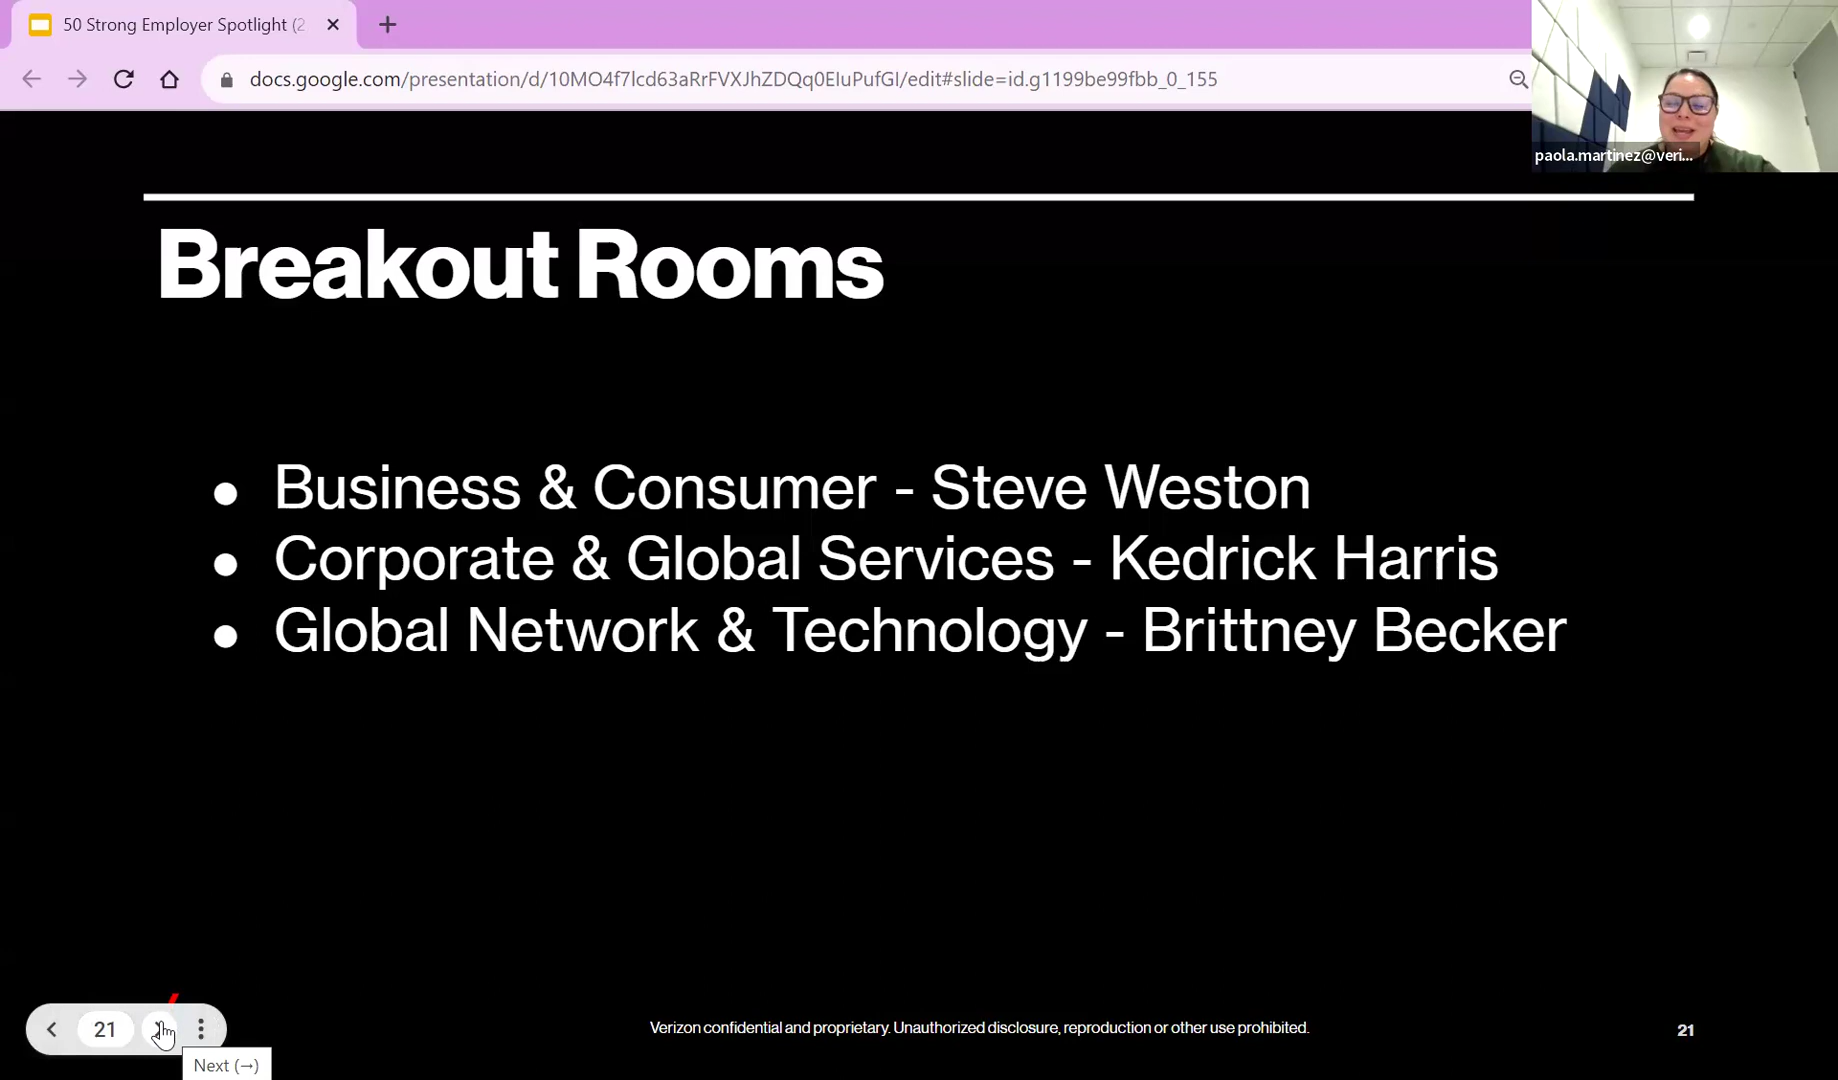 50 Strong Employer Spotlight (2
docs.google.com/presentation/d/10MO4f7lcd63aRrFVXJhZDQq0EIuPufGI/edit#slide=id.g1199be99fbb_0_155
paola.martinez@veri...
Breakout Rooms
● Business & Consumer - Steve Weston
● Corporate & Global Services - Kedrick Harris
● Global Network & Technology - Brittney Becker
21
Verizon confidential and proprietary. Unauthorized disclosure, reproduction or other use prohibited.
21
Next (→)